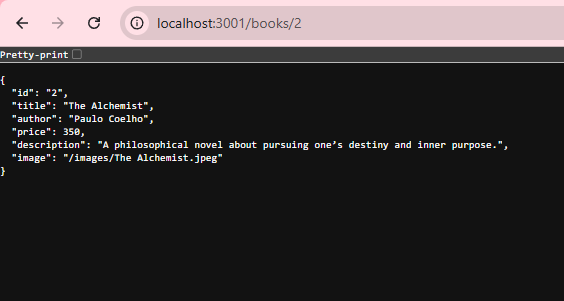 localhost:3001/books/2
Pretty-print
{
  "id": "2",
  "title": "The Alchemist",
  "author": "Paulo Coelho",
  "price": 350,
  "description": "A philosophical novel about pursuing one’s destiny and inner purpose.",
  "image": "/images/The Alchemist.jpeg"
}